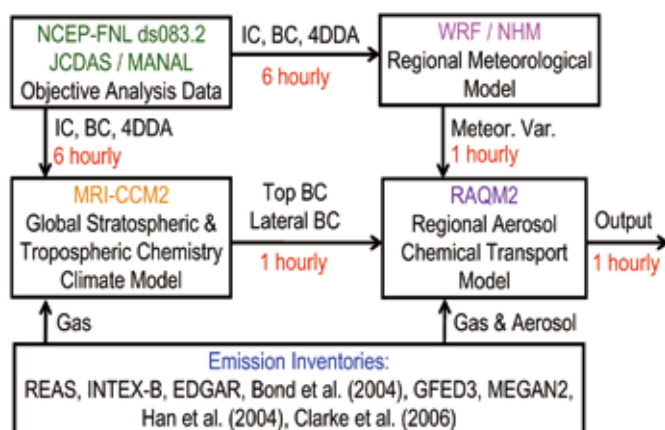 NCEP-FNL ds083.2
JCDAS / MANAL
Objective Analysis Data
IC, BC, 4DDA
6 hourly
WRF / NHM
Regional Meteorological
Model
IC, BC, 4DDA
6 hourly
Meteor. Var.
1 hourly
MRI-CCM2
Global Stratospheric &
Tropospheric Chemistry
Climate Model
Top BC
Lateral BC
1 hourly
RAQM2
Regional Aerosol
Chemical Transport
Model
Output
1 hourly
Gas
Gas & Aerosol
Emission Inventories:
REAS, INTEX-B, EDGAR, Bond et al. (2004), GFED3, MEGAN2,
Han et al. (2004), Clarke et al. (2006)